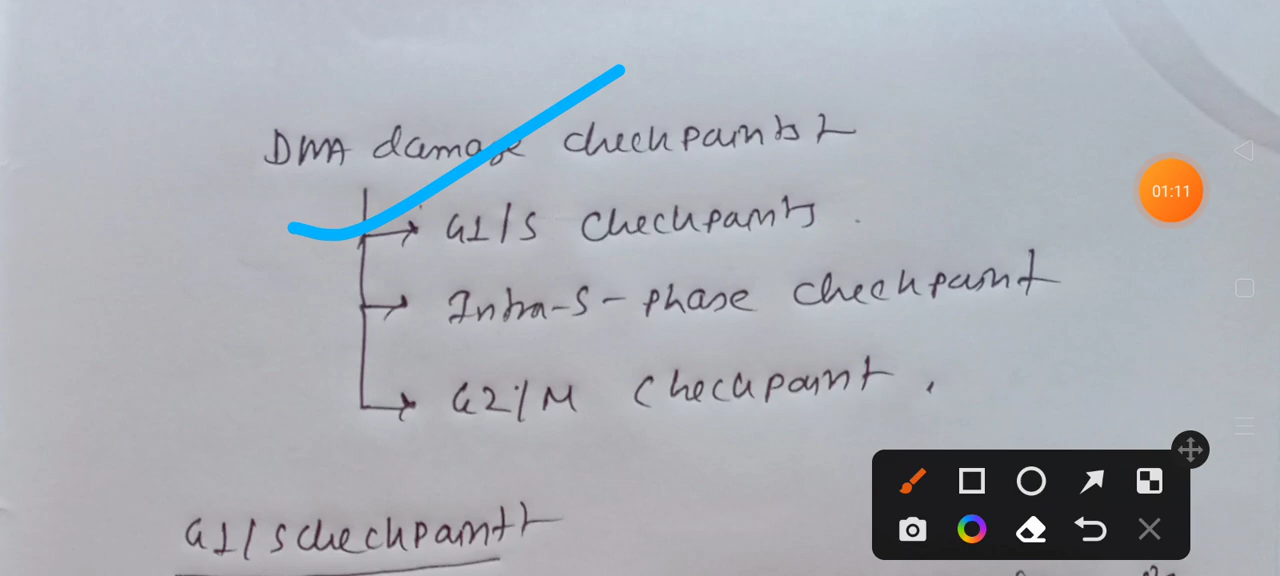 DNA damage checkpoints
G1/S checkpoints
01:11
Intra-S-phase checkpoint
G2/M checkpoint
G1/S checkpoint